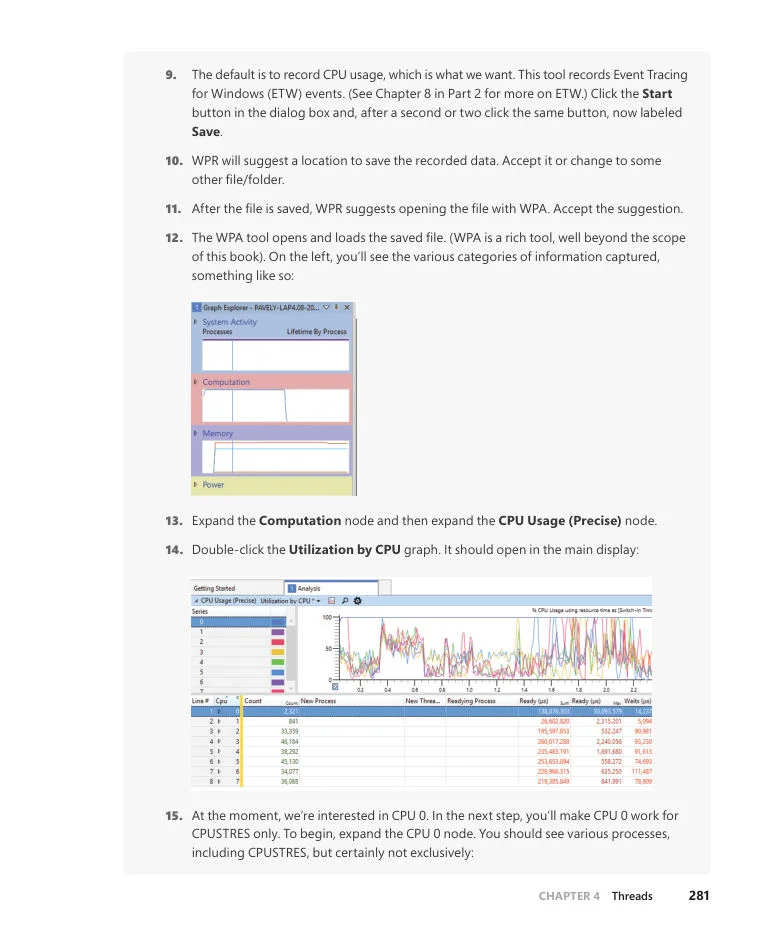 9. The default is to record CPU usage, which is what we want. This tool records Event Tracing
for Windows (ETW) events. (See Chapter 8 in Part 2 for more on ETW.) Click the Start
button in the dialog box and, after a second or two click the same button, now labeled
Save.
10. WPR will suggest a location to save the recorded data. Accept it or change to some
other file/folder.
11. After the file is saved, WPR suggests opening the file with WPA. Accept the suggestion.
12. The WPA tool opens and loads the saved file. (WPA is a rich tool, well beyond the scope
of this book). On the left, you’ll see the various categories of information captured,
something like so:
1 Graph Explorer - PAVELY-LAP4.08-20...
System Activity
Processes Lifetime By Process
Computation
Memory
Power
13. Expand the Computation node and then expand the CPU Usage (Precise) node.
14. Double-click the Utilization by CPU graph. It should open in the main display:
Getting Started 1 Analysis
CPU Usage (Precise) Utilization by CPU *
Series % CPU Usage using resource time as [Switch-In Tim
0
1
2
3
4
5
6
7
100
50
0
0.2 0.4 0.6 0.8 1.0 1.2 1.4 1.6 1.8 2.0 2.2
Line # Cpu Count Count New Process New Threa... Readying Process Ready (µs) Sum Ready (µs) Max Waits (µs)
1 0 2,321 30,093.579 14,237
2 1 841 26,602.820 2,315.201 5,094
3 2 33,359 195,597.853 532.247 90,981
4 3 46,184 260,017.288 2,240.056 93,230
5 4 38,292 235,483.191 1,691.680 91,613
6 5 45,130 253,653.094 558.272 74,693
7 6 34,077 226,966.315 635.250 111,487
8 7 36,068 219,385.849 841.991 78,809
15. At the moment, we’re interested in CPU 0. In the next step, you’ll make CPU 0 work for
CPUSTRES only. To begin, expand the CPU 0 node. You should see various processes,
including CPUSTRES, but certainly not exclusively:
CHAPTER 4 Threads 281